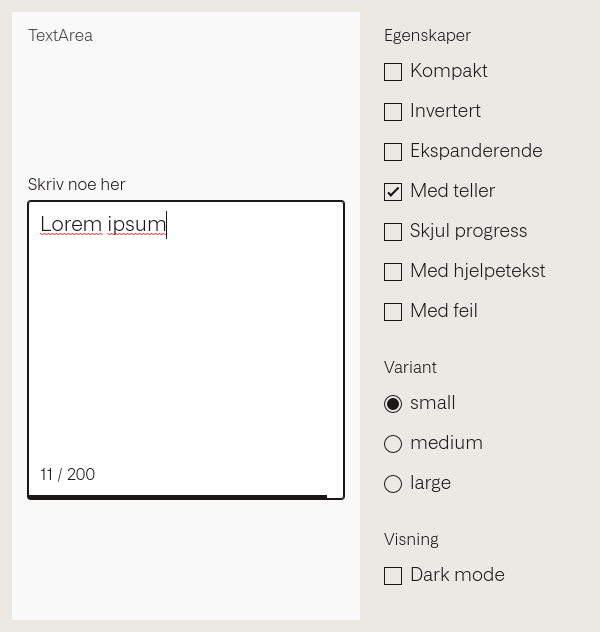 TextArea
Skriv noe her
Lorem ipsum
11 / 200
Egenskaper
Kompakt
Invertert
Ekspanderende
Med teller
Skjul progress
Med hjelpetekst
Med feil
Variant
small
medium
large
Visning
Dark mode